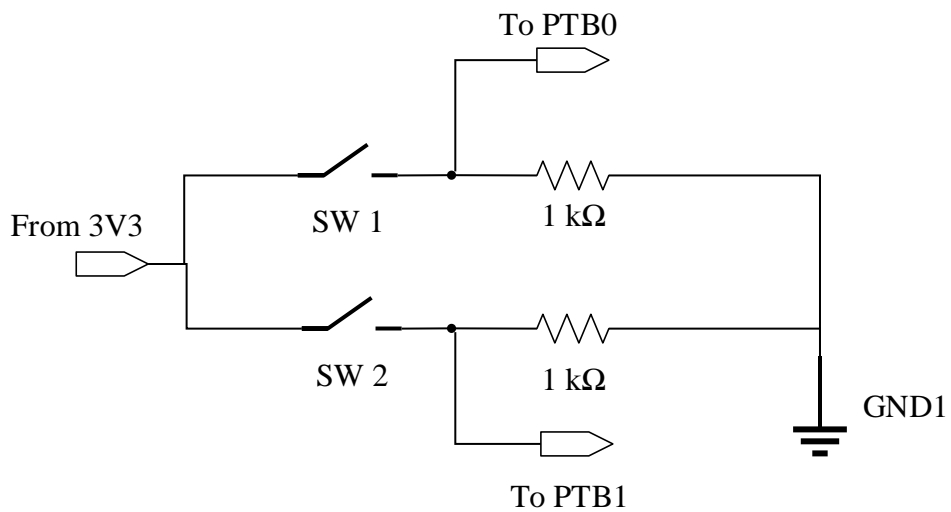 To PTB0
SW 1
1 kΩ
From 3V3
SW 2
1 kΩ
GND1
To PTB1